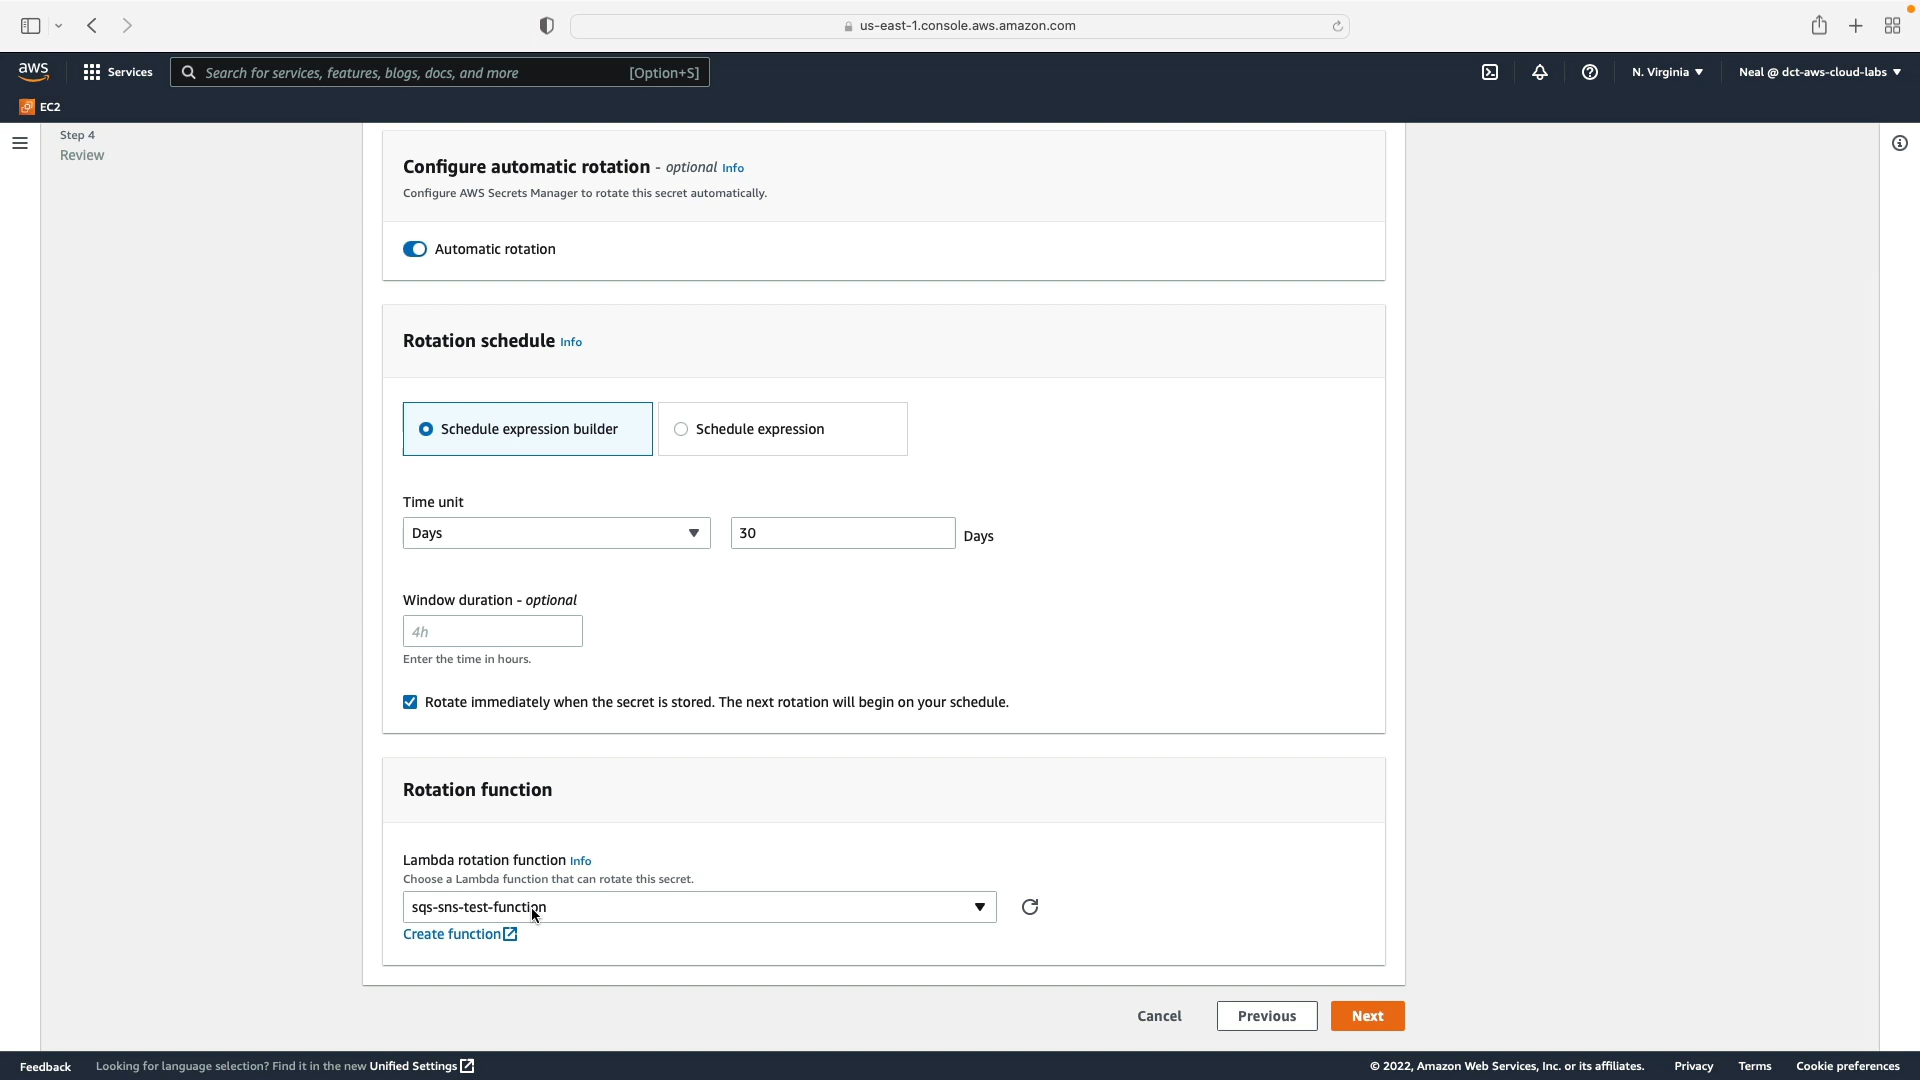 us-east-1.console.aws.amazon.com
aws
Services
Search for services, features, blogs, docs, and more
[Option+S]
N. Virginia
Neal @ dct-aws-cloud-labs
EC2
Step 4
Review
Configure automatic rotation - optional Info
Configure AWS Secrets Manager to rotate this secret automatically.
Automatic rotation
Rotation schedule Info
Schedule expression builder
Schedule expression
Time unit
Days
30
Days
Window duration - optional
4h
Enter the time in hours.
Rotate immediately when the secret is stored. The next rotation will begin on your schedule.
Rotation function
Lambda rotation function Info
Choose a Lambda function that can rotate this secret.
sqs-sns-test-function
Create function
Cancel
Previous
Next
Feedback
Looking for language selection? Find it in the new Unified Settings
© 2022, Amazon Web Services, Inc. or its affiliates.
Privacy
Terms
Cookie preferences